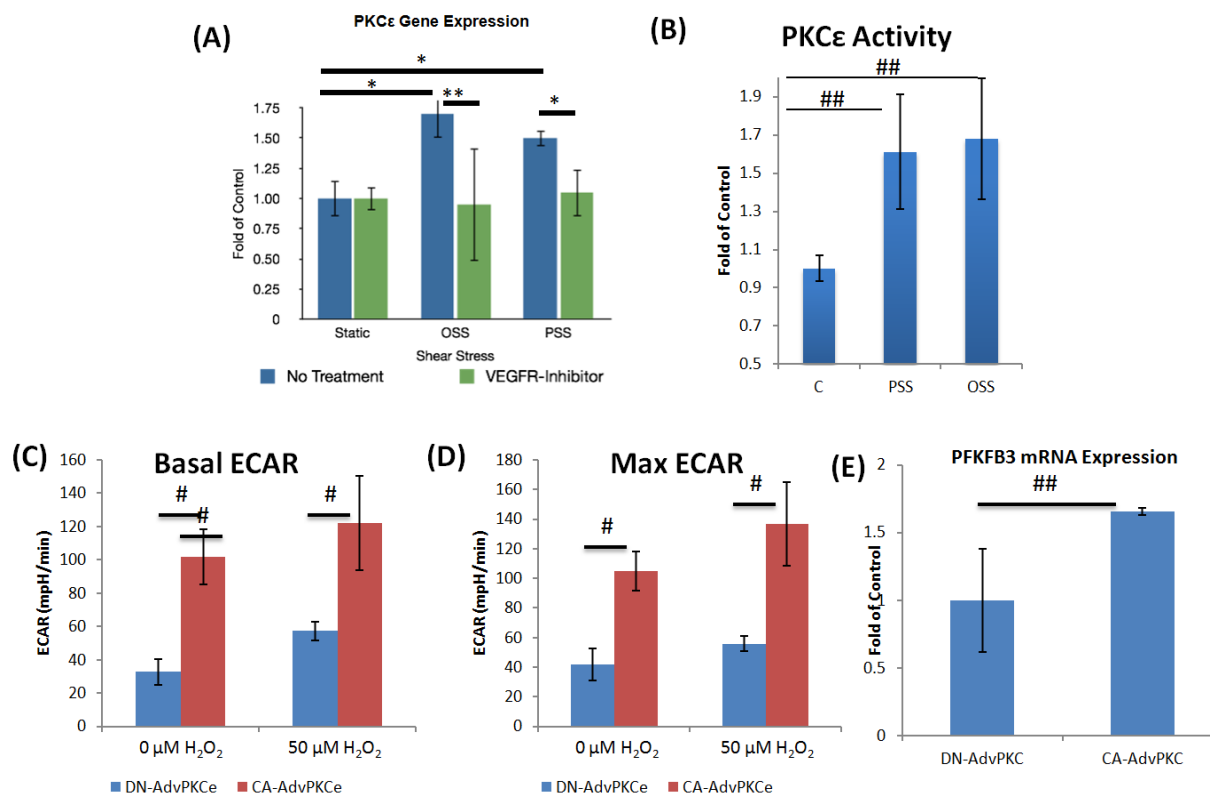 (A)
PKCε Gene Expression
*
*
**
*
Fold of Control
1.75
1.50
1.25
1.00
0.75
0.50
0.25
0
Static
OSS
PSS
Shear Stress
No Treatment
VEGFR-Inhibitor
(B)
PKCε Activity
##
##
Fold of Control
1.9
1.7
1.5
1.3
1.1
0.9
0.7
0.5
C
PSS
OSS
(C)
Basal ECAR
#
#
#
ECAR (mpH/min)
160
140
120
100
80
60
40
20
0
0 µM H₂O₂
50 µM H₂O₂
DN-AdvPKCe
CA-AdvPKCe
(D)
Max ECAR
#
#
ECAR (mpH/min)
180
160
140
120
100
80
60
40
20
0
0 µM H₂O₂
50 µM H₂O₂
DN-AdvPKCe
CA-AdvPKCe
(E)
PFKFB3 mRNA Expression
##
Fold of Control
2
1.5
1
0.5
0
DN-AdvPKC
CA-AdvPKC